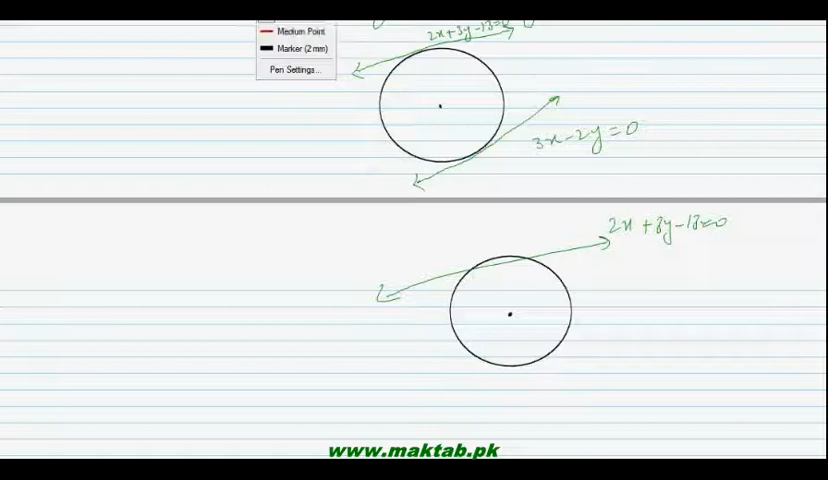 Medium Point
Marker (2 mm)
Pen Settings...
2x+3y-13=0
3x-2y=0
2x+3y-13=0
www.maktab.pk